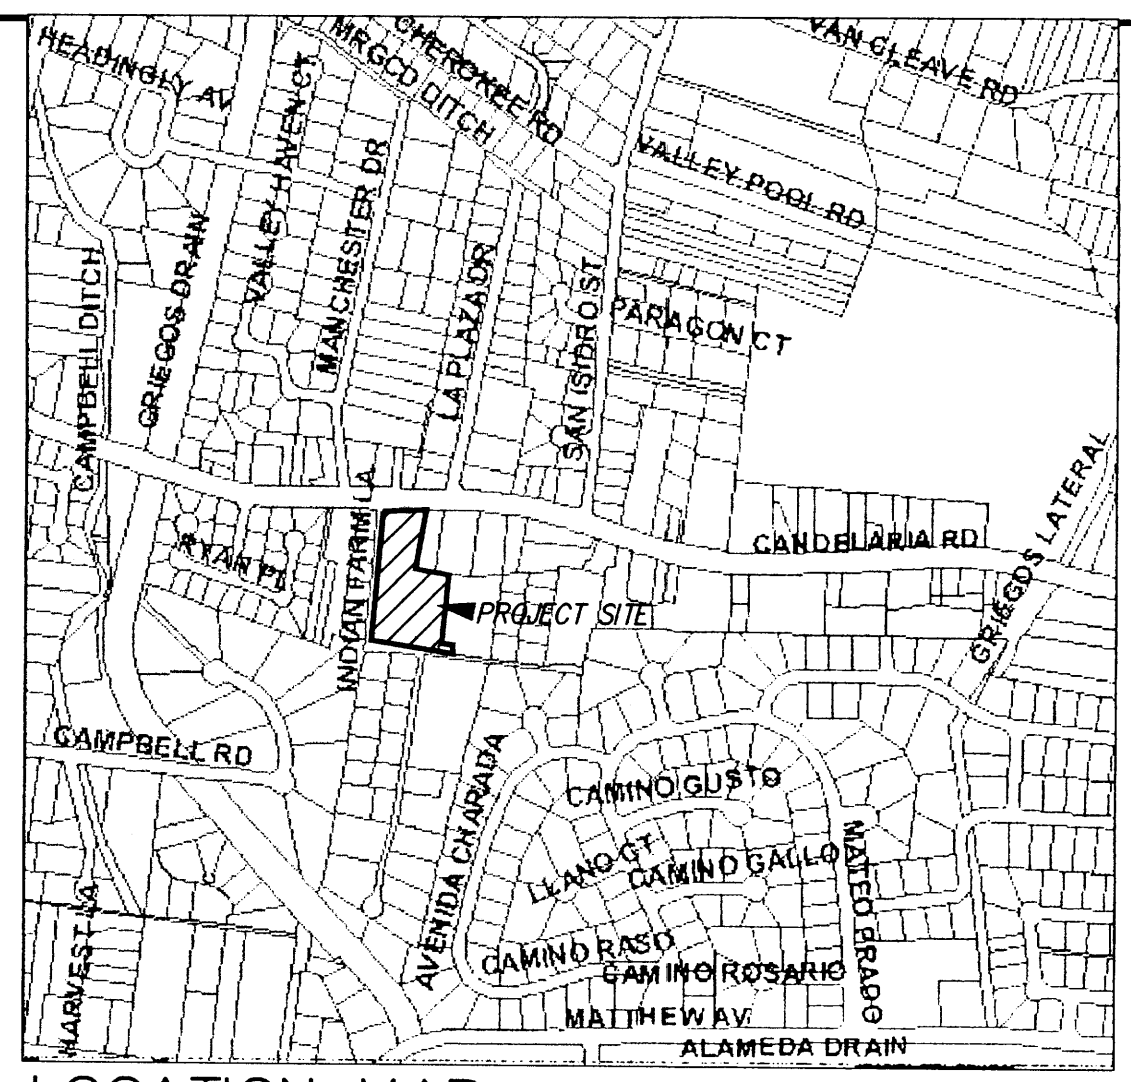 HEADINGLY AV
MRGCD DITCH
CHEROKEE RD
VAN CLEAVE RD
VALLEY HAVEN CT
MANCHESTER DR
VALLEY POOL RD
GRIEGOS DRAIN
CAMPBELL DITCH
LA PLAZA DR
SAN ISIDRO ST
PARAGON CT
RYAN PL
INDIAN FARM LA
CANDELARIA RD
GRIEGOS LATERAL
PROJECT SITE
CAMPBELL RD
AVENIDA CHARADA
CAMINO GUSTO
LLANO CT
CAMINO GALLO
MATEO PRADO
HARVEST LA
CAMINO RASO
CAMINO ROSARIO
MATTHEW AV
ALAMEDA DRAIN
LOCATION MAP